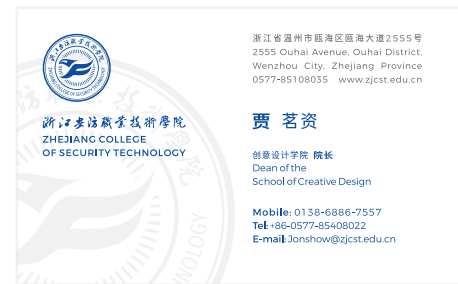 浙江安防職業技術學院
ZHEJIANG COLLEGE
OF SECURITY TECHNOLOGY
浙江省温州市瓯海区瓯海大道2555号
2555 Ouhai Avenue, Ouhai District,
Wenzhou City, Zhejiang Province
0577-85108035 www.zjcst.edu.cn
贾 茗资
创意设计学院 院长
Dean of the
School of Creative Design
Mobile: 0138-6886-7557
Tel: +86-0577-85408022
E-mail: Jonshow@zjcst.edu.cn